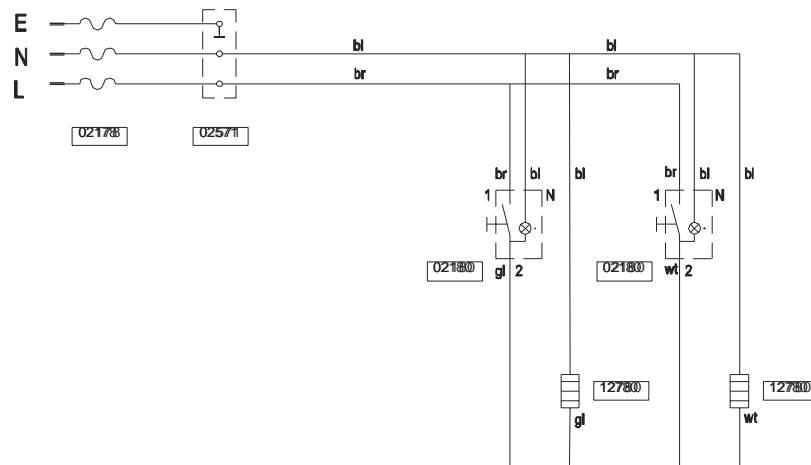 E
N
L
bl bl
br br
02178 02571
br bl bl br bl bl
1 N 1 N
02180 gl 2 02180 wt 2
12780 12780
gl wt